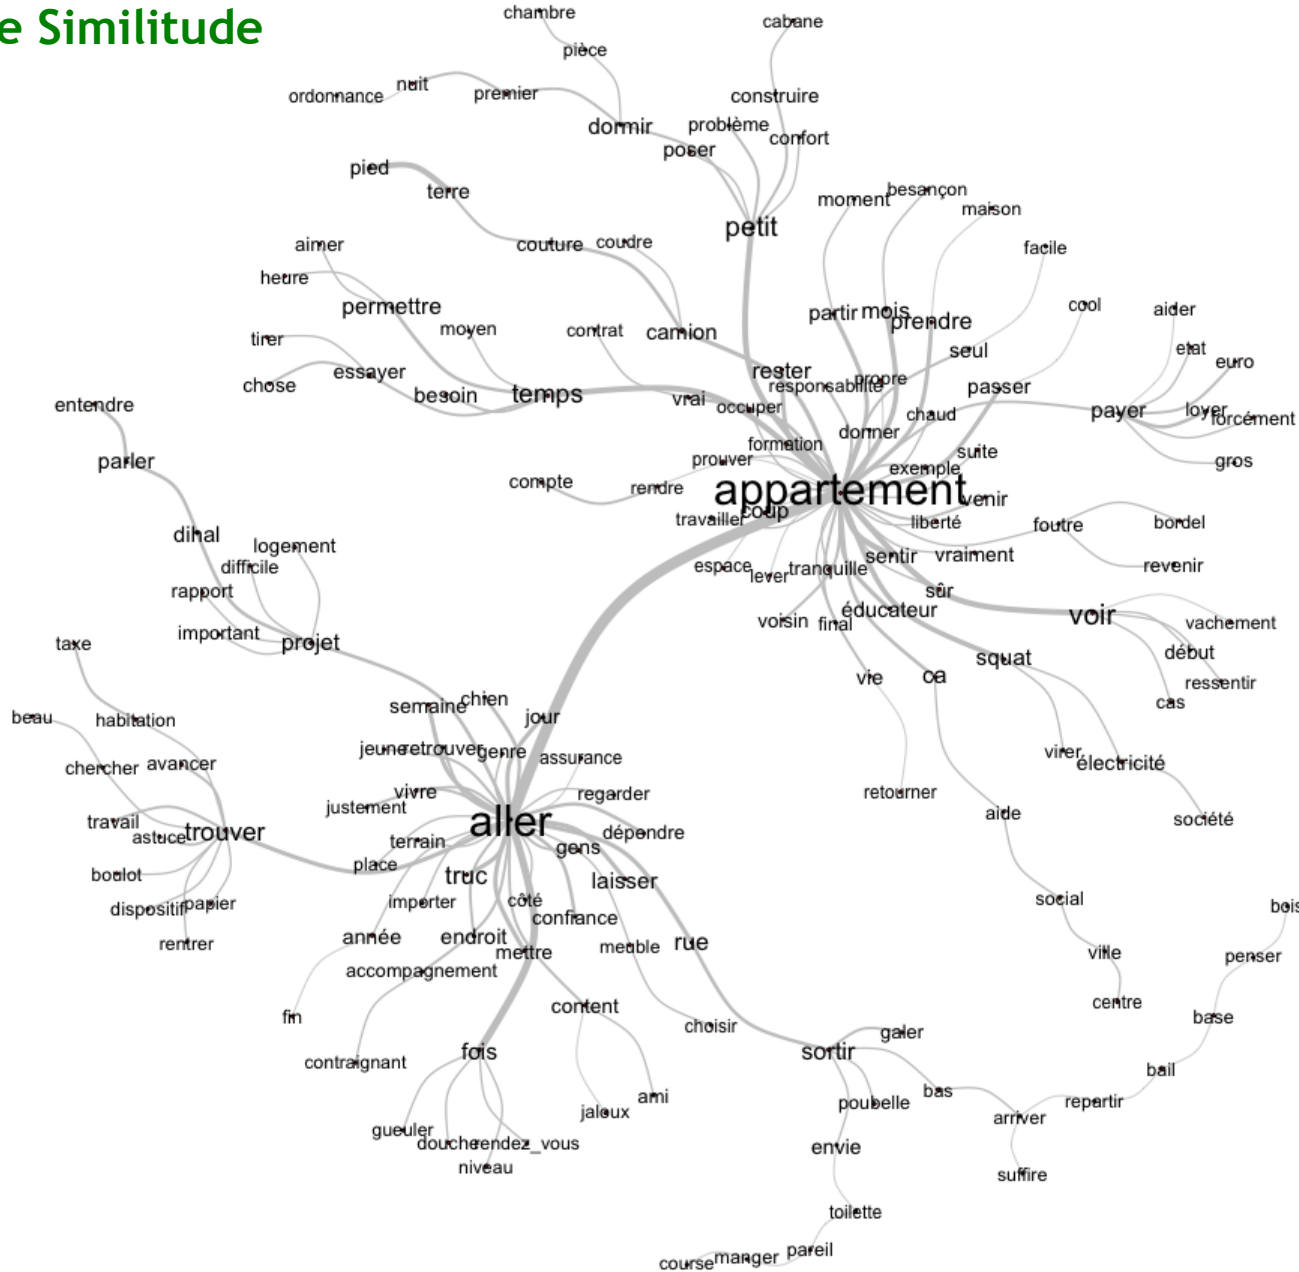 e Similitude
chambre
cabane
pièce
nuit
ordonnance
premier
construire
dormir
problème
confort
poser
pied
terre
moment
besançon
maison
petit
aimer
couture
coudre
facile
heure
permettre
cool
aider
partir
mois
prendre
tirer
moyen
contrat
camion
etat
seul
euro
essayer
rester
propre
chose
responsabilité
passer
besoin
temps
vrai
occuper
entendre
chaud
payer
loyer
forcément
donner
formation
suite
parler
prouver
exemple
gros
compte
rendre
appartement
venir
travailler
coup
liberté
foutre
bordel
dihal
logement
difficile
sentir
vraiment
espace
lever
tranquille
revenir
rapport
sûr
éducateur
voir
voisin
final
vachement
important
projet
taxe
squat
début
vie
ca
ressentir
semaine
chien
cas
beau
habitation
jour
jeune
retrouver
genre
assurance
virer
électricité
chercher
avancer
vivre
regarder
retourner
justement
aide
société
travail
astuce
trouver
aller
dépendre
terrain
gens
place
truc
laisser
boulot
dispositif
papier
importer
côté
confiance
social
bois
rentrer
année
endroit
mettre
meuble
rue
ville
penser
accompagnement
centre
fin
content
choisir
base
contraignant
fois
sortir
galer
bail
jaloux
ami
poubelle
bas
repartir
arriver
gueuler
douche
rendez_vous
niveau
envie
suffire
toilette
course
manger
pareil